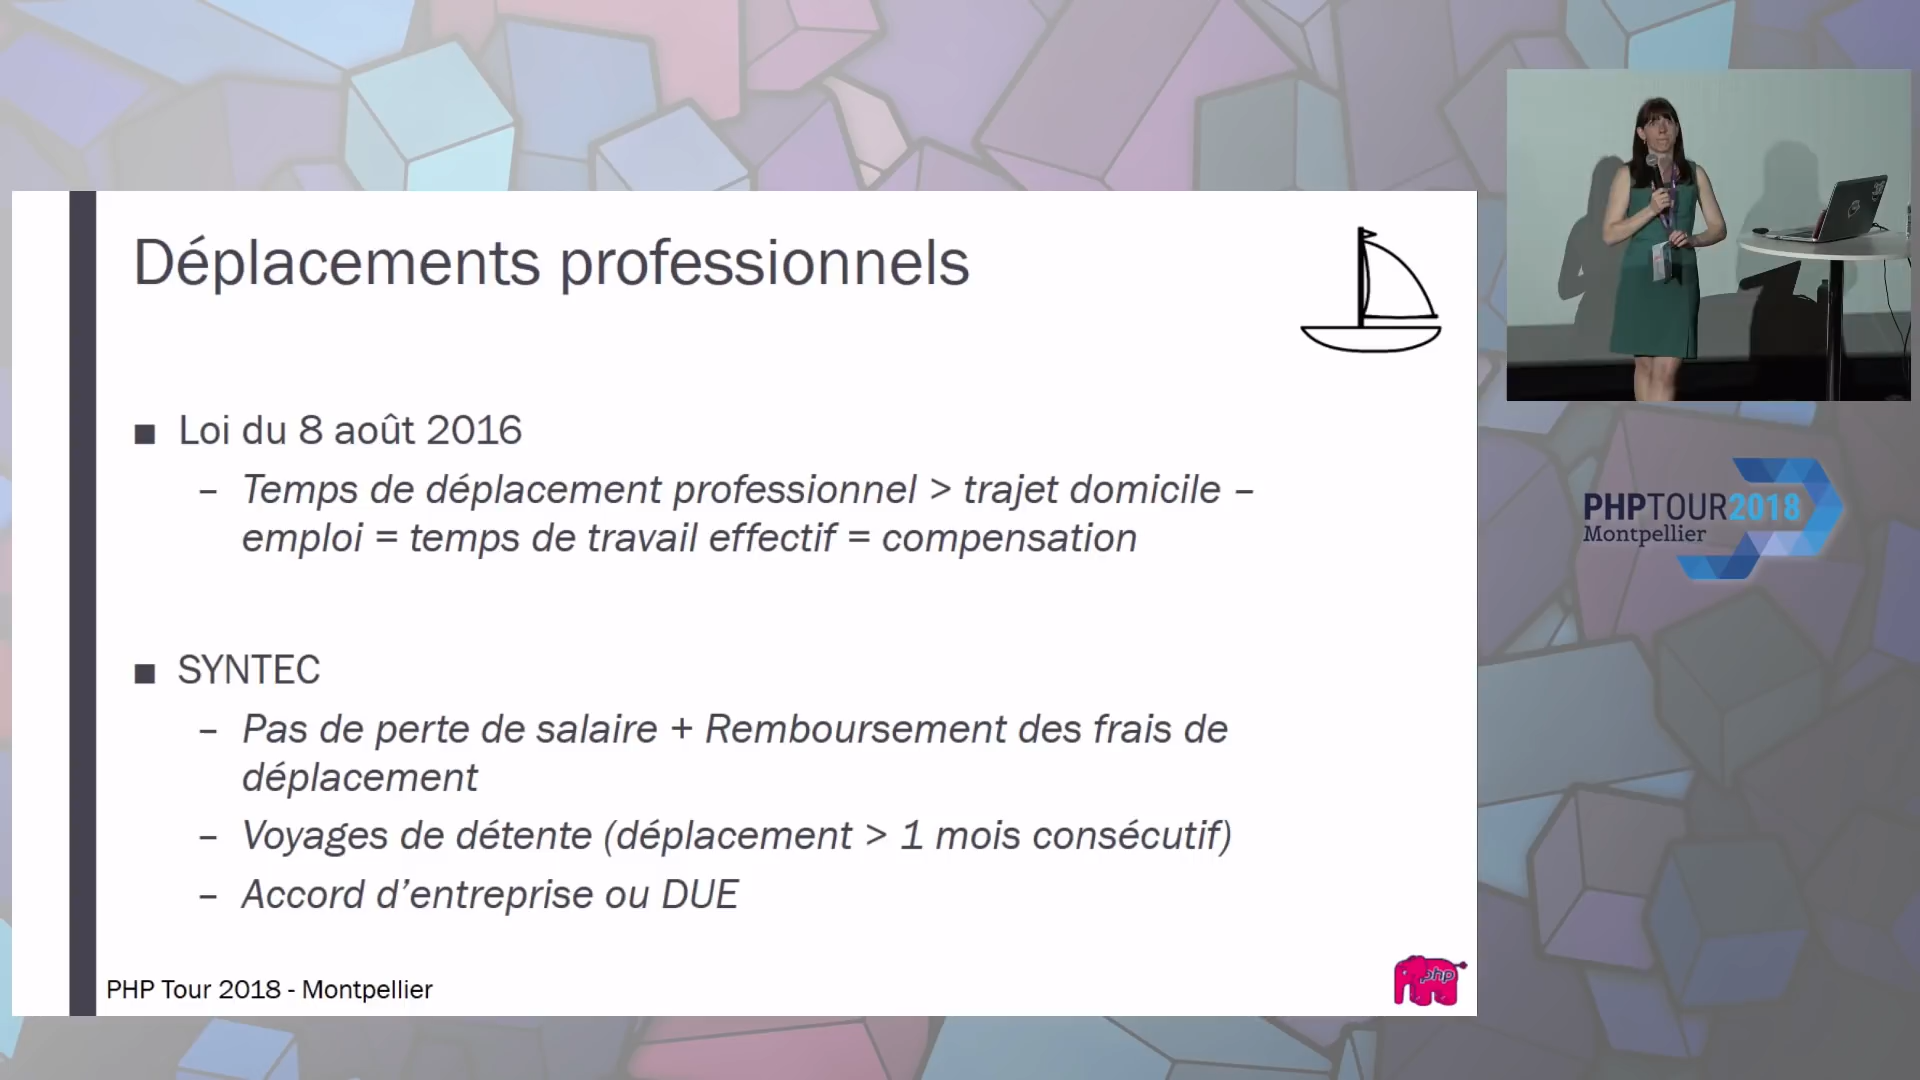 Déplacements professionnels
■ Loi du 8 août 2016
– Temps de déplacement professionnel > trajet domicile –
emploi = temps de travail effectif = compensation
■ SYNTEC
– Pas de perte de salaire + Remboursement des frais de
déplacement
– Voyages de détente (déplacement > 1 mois consécutif)
– Accord d’entreprise ou DUE
PHP Tour 2018 - Montpellier
php
PHPTOUR2018
Montpellier